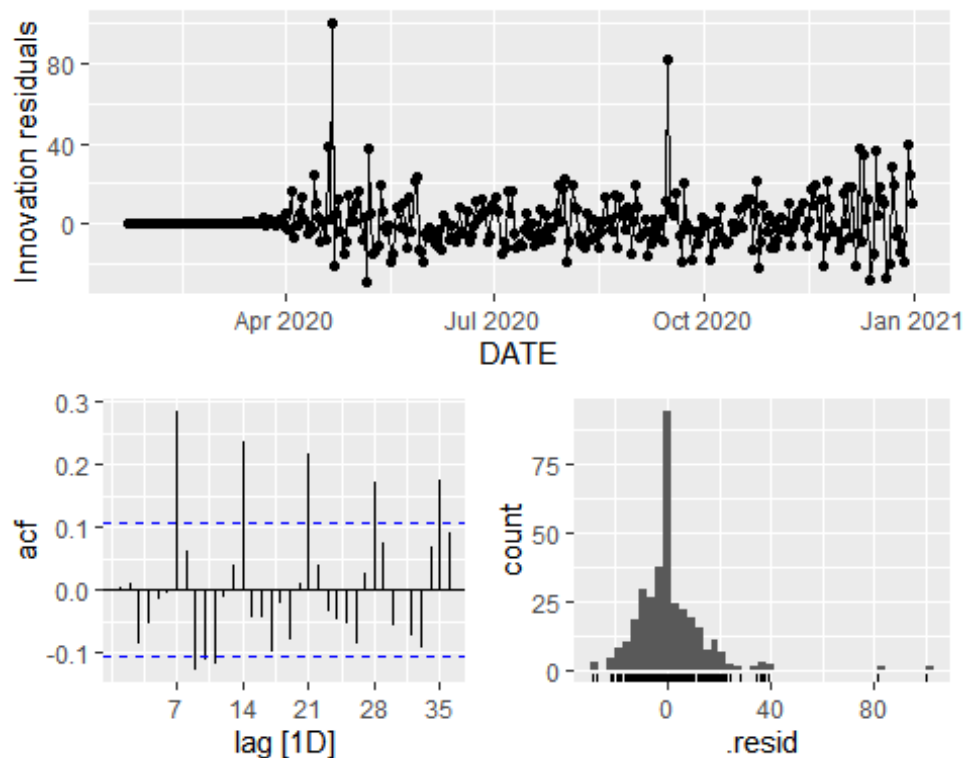 Innovation residuals
80
40
0
Apr 2020
Jul 2020
Oct 2020
Jan 2021
DATE
acf
0.3
0.2
0.1
0.0
-0.1
7
14
21
28
35
lag [1D]
count
75
50
25
0
0
40
80
.resid